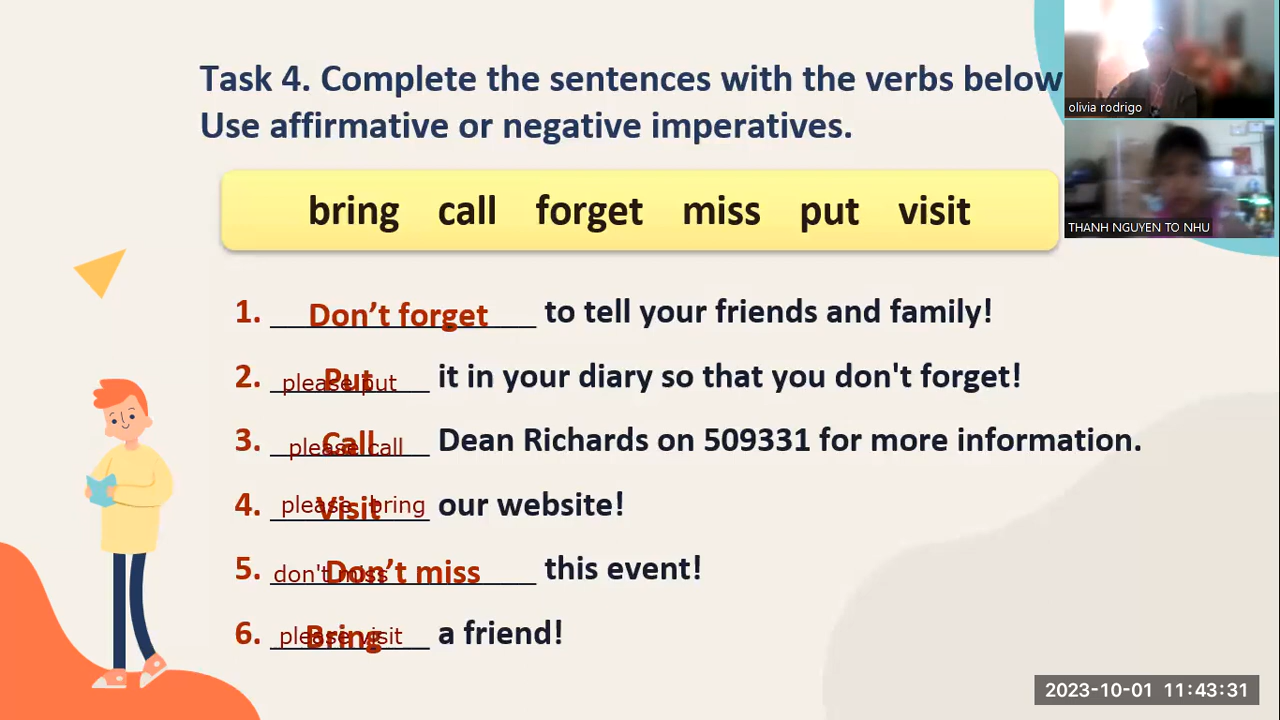 Task 4. Complete the sentences with the verbs below
Use affirmative or negative imperatives.
olivia rodrigo
THANH NGUYEN TO NHU
bring call forget miss put visit
1. Don’t forget to tell your friends and family!
2. Put please put it in your diary so that you don't forget!
3. Call please call Dean Richards on 509331 for more information.
4. Visit please bring our website!
5. don't miss Don’t miss this event!
6. Bring please visit a friend!
2023-10-01 11:43:31